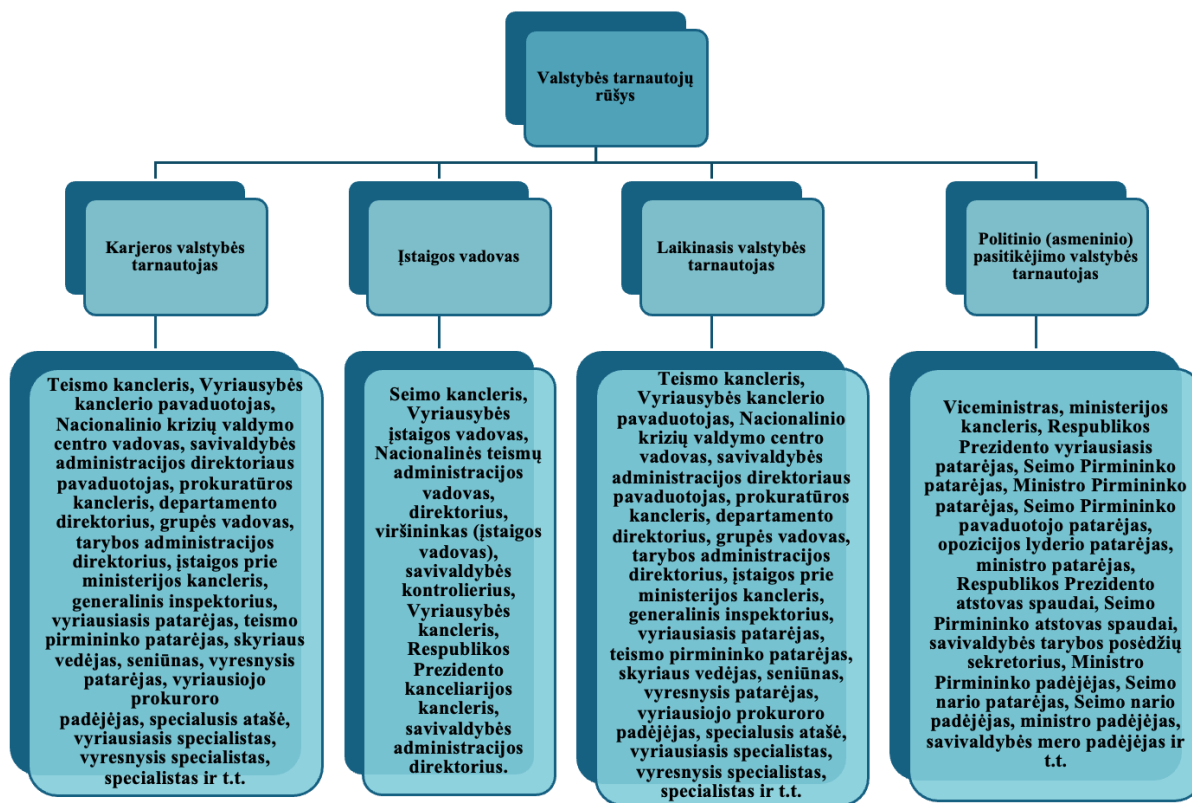 Valstybės tarnautojų
rūšys
Karjeros valstybės
tarnautojas
Įstaigos vadovas
Laikinasis valstybės
tarnautojas
Politinio (asmeninio)
pasitikėjimo valstybės
tarnautojas
Teismo kancleris, Vyriausybės
kanclerio pavaduotojas,
Nacionalinio krizių valdymo
centro vadovas, savivaldybės
administracijos direktoriaus
pavaduotojas, prokuratūros
kancleris, departamento
direktorius, grupės vadovas,
tarybos administracijos
direktorius, įstaigos prie
ministerijos kancleris,
generalinis inspektorius,
vyriausiasis patarėjas, teismo
pirmininko patarėjas, skyriaus
vedėjas, seniūnas, vyresnysis
patarėjas, vyriausiojo
prokuroro
padėjėjas, specialusis atašė,
vyriausiasis specialistas,
vyresnysis specialistas,
specialistas ir t.t.
Seimo kancleris,
Vyriausybės
įstaigos vadovas,
Nacionalinės teismų
administracijos
vadovas,
direktorius,
viršininkas (įstaigos
vadovas),
savivaldybės
kontrolierius,
Vyriausybės
kancleris,
Respublikos
Prezidento
kanceliarijos
kancleris,
savivaldybės
administracijos
direktorius.
Teismo kancleris,
Vyriausybės kanclerio
pavaduotojas, Nacionalinio
krizių valdymo centro
vadovas, savivaldybės
administracijos direktoriaus
pavaduotojas, prokuratūros
kancleris, departamento
direktorius, grupės vadovas,
tarybos administracijos
direktorius, įstaigos prie
ministerijos kancleris,
generalinis inspektorius,
vyriausiasis patarėjas,
teismo pirmininko patarėjas,
skyriaus vedėjas, seniūnas,
vyresnysis patarėjas,
vyriausiojo prokuroro
padėjėjas, specialusis atašė,
vyriausiasis specialistas,
vyresnysis specialistas,
specialistas ir t.t.
Viceministras, ministerijos
kancleris, Respublikos
Prezidento vyriausiasis
patarėjas, Seimo Pirmininko
patarėjas, Ministro Pirmininko
patarėjas, Seimo Pirmininko
pavaduotojo patarėjas,
opozicijos lyderio patarėjas,
ministro patarėjas,
Respublikos Prezidento
atstovas spaudai, Seimo
Pirmininko atstovas spaudai,
savivaldybės tarybos posėdžių
sekretorius, Ministro
Pirmininko padėjėjas, Seimo
nario patarėjas, Seimo nario
padėjėjas, ministro padėjėjas,
savivaldybės mero padėjėjas ir
t.t.